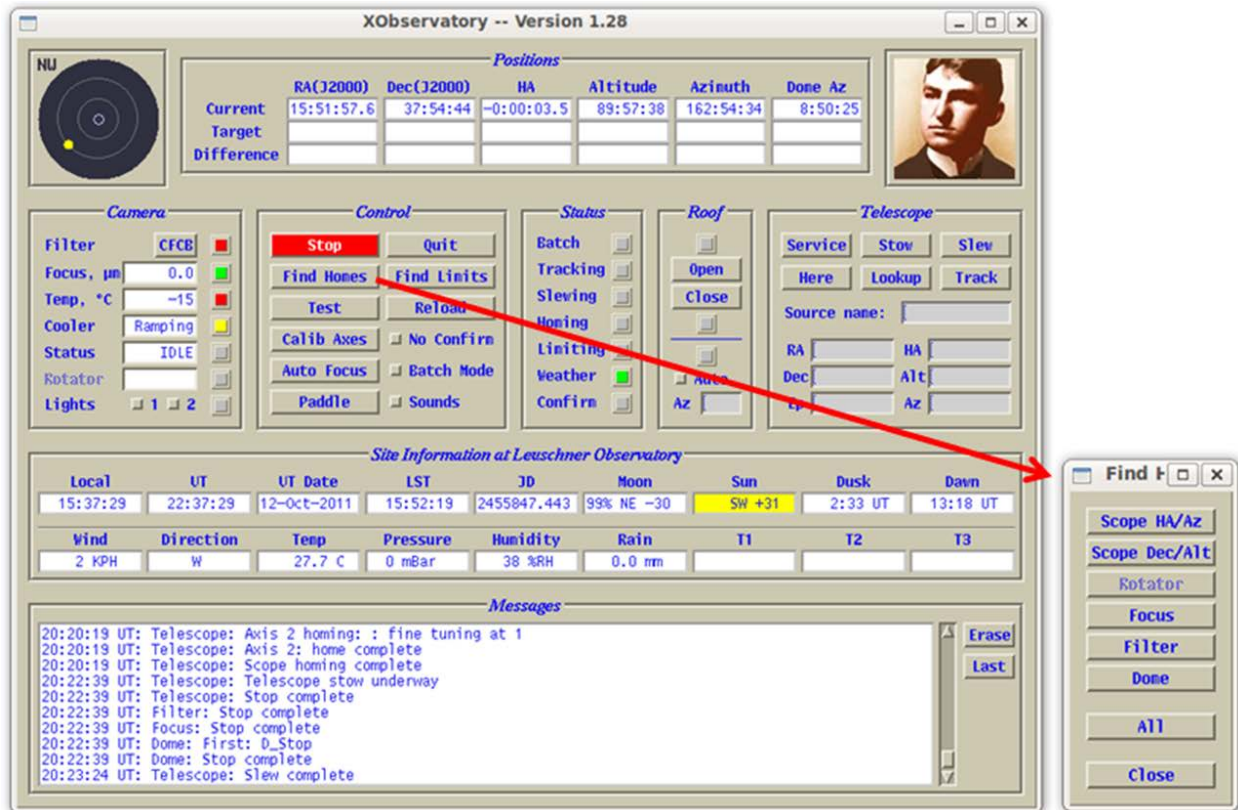 XObservatory -- Version 1.28
NU
Positions
RA(J2000) Dec(J2000) HA Altitude Azimuth Dome Az
Current 15:51:57.6 37:54:44 -0:00:03.5 89:57:38 162:54:34 8:50:25
Target
Difference
Camera
Filter CFCB
Focus, µm 0.0
Temp, °C -15
Cooler Ramping
Status IDLE
Rotator
Lights 1 2
Control
Stop Quit
Find Homes Find Limits
Test Reload
Calib Axes No Confirm
Auto Focus Batch Mode
Paddle Sounds
Status
Batch
Tracking
Slewing
Homing
Limiting
Weather
Confirm
Roof
Open
Close
Auto
Az
Telescope
Service Stow Slew
Here Lookup Track
Source name:
RA HA
Dec Alt
Ep Az
Site Information at Leuschner Observatory
Local UT UT Date LST JD Moon Sun Dusk Dawn
15:37:29 22:37:29 12-Oct-2011 15:52:19 2455847.443 99% NE -30 SW +31 2:33 UT 13:18 UT
Wind Direction Temp Pressure Humidity Rain T1 T2 T3
2 KPH W 27.7 C 0 mBar 38 %RH 0.0 mm
Messages
20:20:19 UT: Telescope: Axis 2 homing: : fine tuning at 1
20:20:19 UT: Telescope: Axis 2: home complete
20:20:19 UT: Telescope: Scope homing complete
20:22:39 UT: Telescope: Telescope stow underway
20:22:39 UT: Telescope: Stop complete
20:22:39 UT: Filter: Stop complete
20:22:39 UT: Focus: Stop complete
20:22:39 UT: Dome: First: D_Stop
20:22:39 UT: Dome: Stop complete
20:23:24 UT: Telescope: Slew complete
Erase
Last
Find H
Scope HA/Az
Scope Dec/Alt
Rotator
Focus
Filter
Dome
All
Close